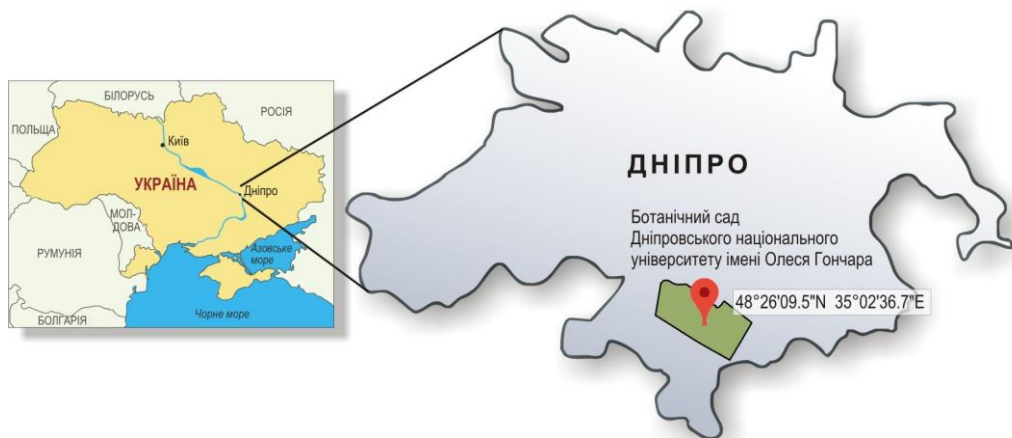 БІЛОРУСЬ
РОСІЯ
ПОЛЬЩА
Київ
УКРАЇНА
Дніпро
МОЛ-
ДОВА
РУМУНІЯ
Азовське
море
Чорне море
БОЛГАРІЯ
ДНІПРО
Ботанічний сад
Дніпровського національного
університету імені Олеся Гончара
48°26'09.5"N 35°02'36.7"E